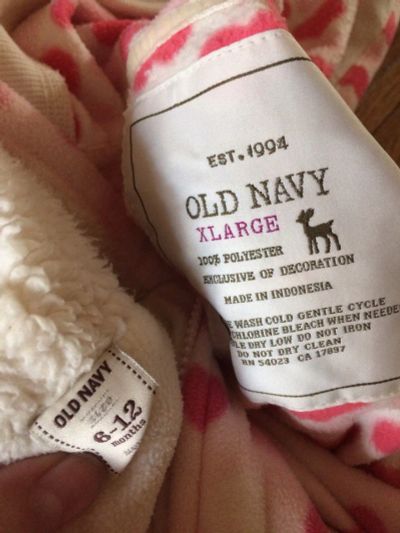 EST. 1994
OLD NAVY
XLARGE
100% POLYESTER
EXCLUSIVE OF DECORATION
MADE IN INDONESIA
E WASH COLD GENTLE CYCLE
CHLORINE BLEACH WHEN NEEDE
LE DRY LOW DO NOT IRON
DO NOT DRY CLEAN
RN 54023 CA 17897
OLD NAVY
6-12
months